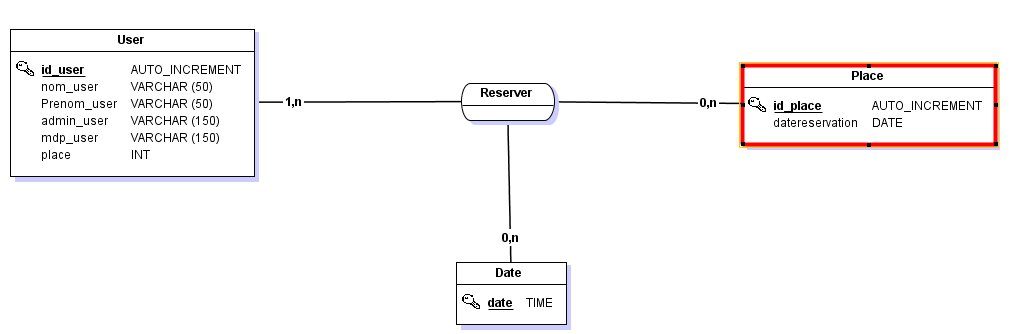 User
id_user AUTO_INCREMENT
nom_user VARCHAR (50)
Prenom_user VARCHAR (50)
admin_user VARCHAR (150)
mdp_user VARCHAR (150)
place INT
1,n
Reserver
0,n
Place
id_place AUTO_INCREMENT
datereservation DATE
0,n
Date
date TIME